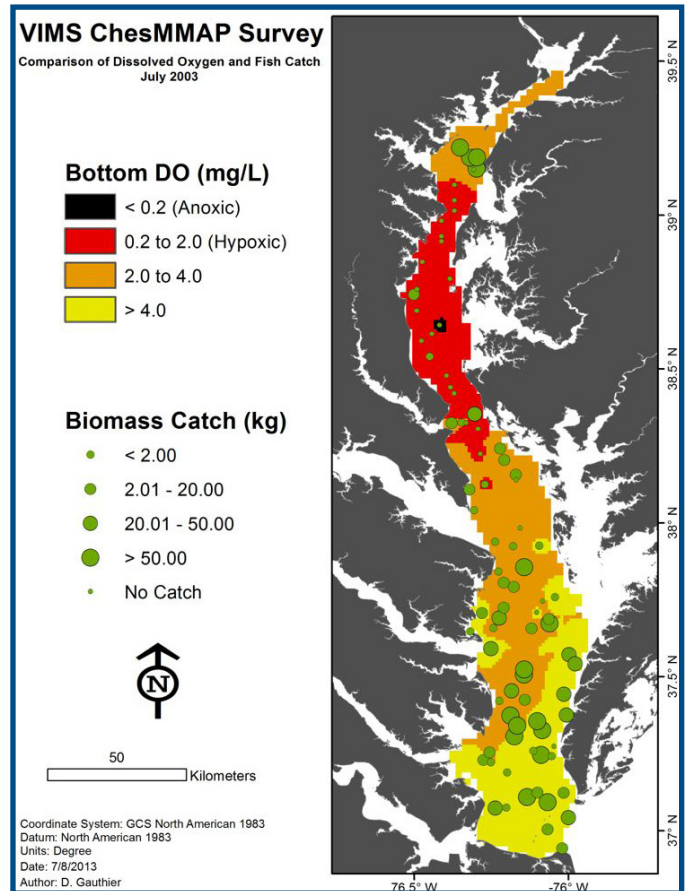 VIMS ChesMMAP Survey
Comparison of Dissolved Oxygen and Fish Catch
July 2003
Bottom DO (mg/L)
< 0.2 (Anoxic)
0.2 to 2.0 (Hypoxic)
2.0 to 4.0
> 4.0
Biomass Catch (kg)
< 2.00
2.01 - 20.00
20.01 - 50.00
> 50.00
No Catch
N
50
Kilometers
Coordinate System: GCS North American 1983
Datum: North American 1983
Units: Degree
Date: 7/8/2013
Author: D. Gauthier
39.5° N
39° N
38.5° N
38° N
37.5° N
37° N
-76.5° W
-76° W